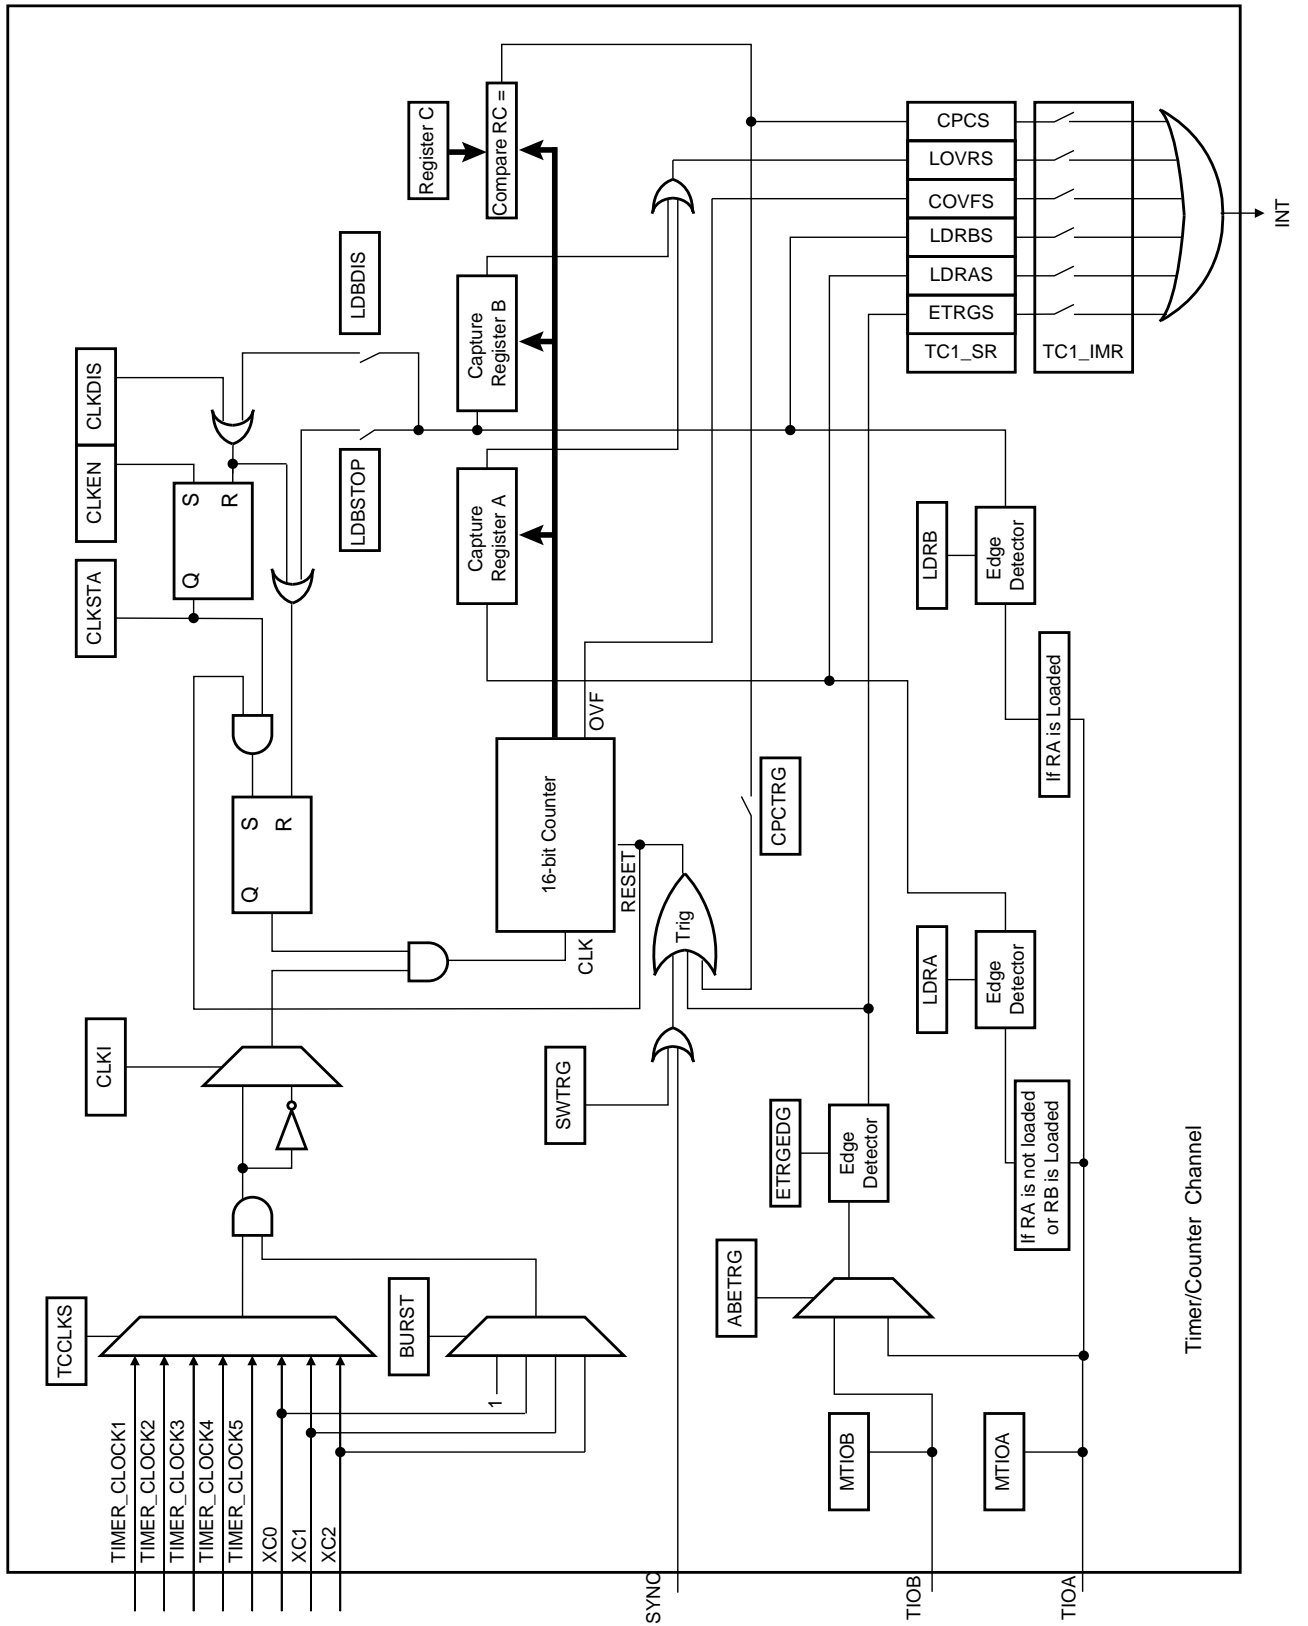 TCCLKS
TIMER_CLOCK1
TIMER_CLOCK2
TIMER_CLOCK3
TIMER_CLOCK4
TIMER_CLOCK5
XC0
XC1
XC2
BURST
1
CLKI
CLKSTA
CLKEN
CLKDIS
Q
S
R
Q
S
R
LDBSTOP
LDBDIS
16-bit Counter
CLK
OVF
RESET
Register C
Compare RC =
Capture
Register A
Capture
Register B
SWTRG
Trig
CPCTRG
SYNC
ABETRG
ETRGEDG
Edge
Detector
MTIOB
TIOB
MTIOA
TIOA
LDRA
Edge
Detector
If RA is not loaded
or RB is Loaded
LDRB
Edge
Detector
If RA is Loaded
CPCS
LOVRS
COVFS
LDRBS
LDRAS
ETRGS
TC1_SR
TC1_IMR
INT
Timer/Counter Channel